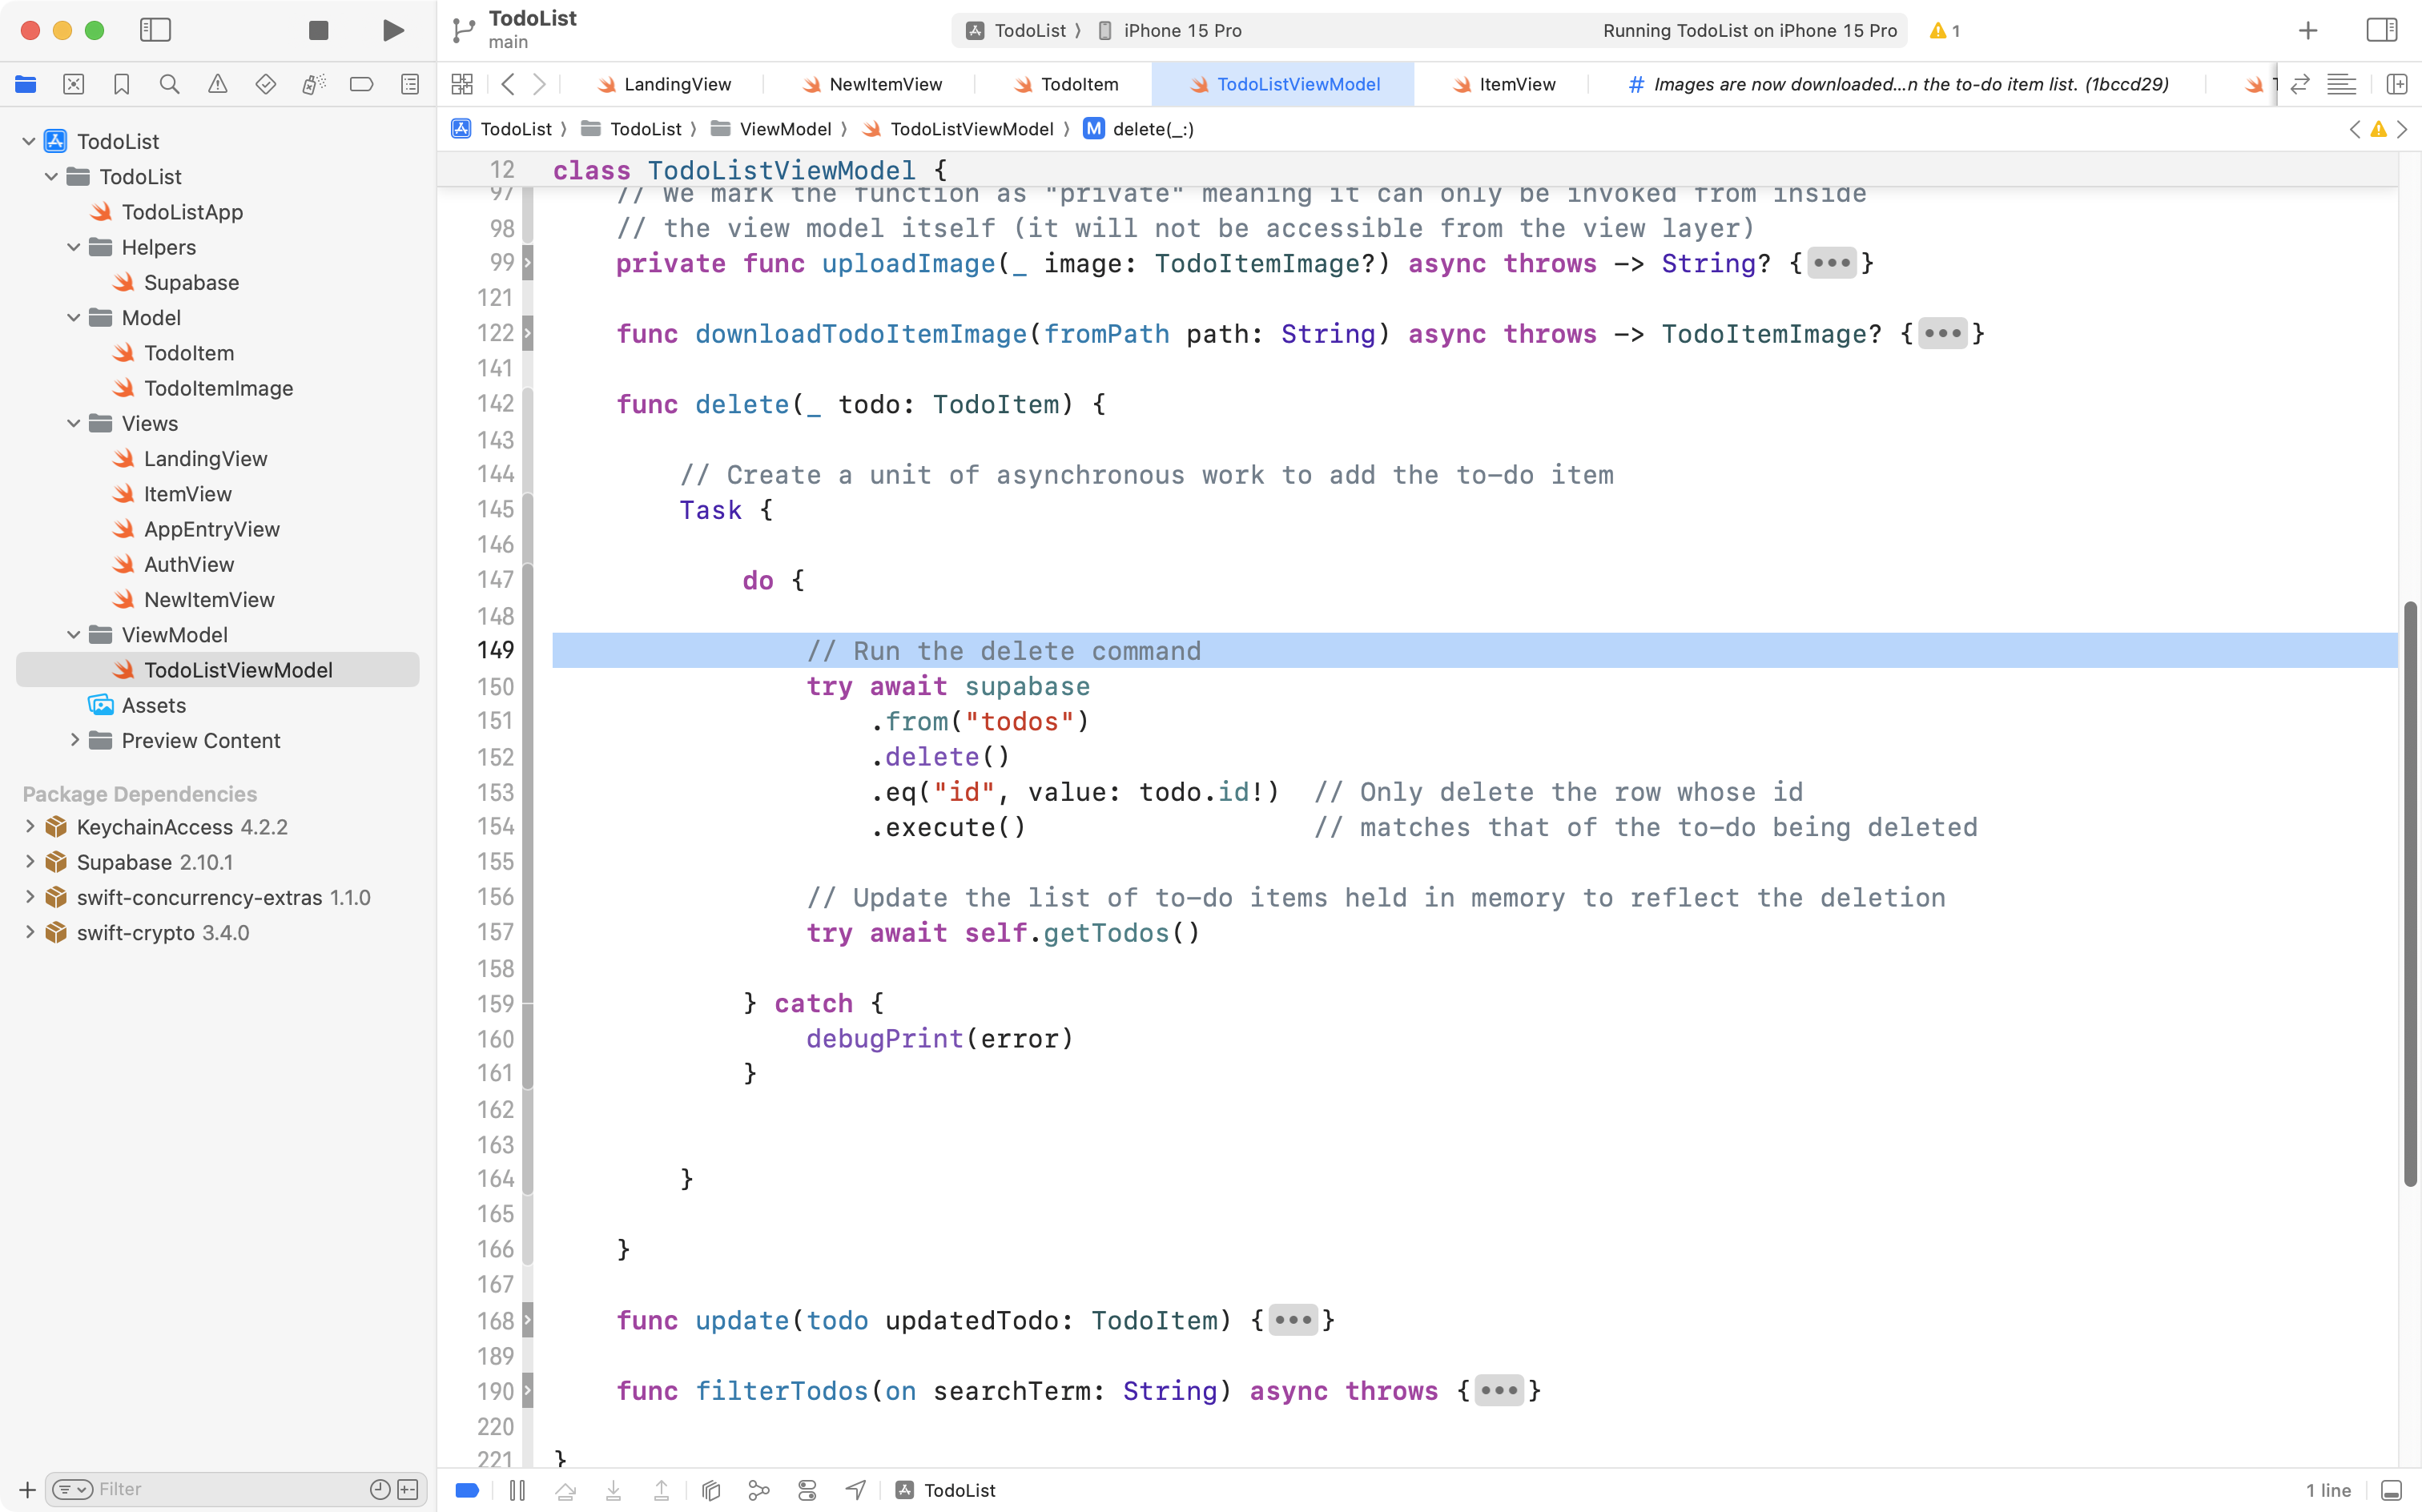 TodoList
main
TodoList 〉 iPhone 15 Pro
Running TodoList on iPhone 15 Pro
1
LandingView
NewItemView
TodoItem
TodoListViewModel
ItemView
# Images are now downloaded...n the to-do item list. (1bccd29)
TodoList 〉 TodoList 〉 ViewModel 〉 TodoListViewModel 〉 M delete(_:)
TodoList
TodoList
TodoListApp
Helpers
Supabase
Model
TodoItem
TodoItemImage
Views
LandingView
ItemView
AppEntryView
AuthView
NewItemView
ViewModel
TodoListViewModel
Assets
Preview Content
Package Dependencies
KeychainAccess 4.2.2
Supabase 2.10.1
swift-concurrency-extras 1.1.0
swift-crypto 3.4.0
Filter
12 class TodoListViewModel {
97 // We mark the function as "private" meaning it can only be invoked from inside
98 // the view model itself (it will not be accessible from the view layer)
99 private func uploadImage(_ image: TodoItemImage?) async throws -> String? {•••}
121
122 func downloadTodoItemImage(fromPath path: String) async throws -> TodoItemImage? {•••}
141
142 func delete(_ todo: TodoItem) {
143
144 // Create a unit of asynchronous work to add the to-do item
145 Task {
146
147 do {
148
149 // Run the delete command
150 try await supabase
151 .from("todos")
152 .delete()
153 .eq("id", value: todo.id!) // Only delete the row whose id
154 .execute() // matches that of the to-do being deleted
155
156 // Update the list of to-do items held in memory to reflect the deletion
157 try await self.getTodos()
158
159 } catch {
160 debugPrint(error)
161 }
162
163
164 }
165
166 }
167
168 func update(todo updatedTodo: TodoItem) {•••}
189
190 func filterTodos(on searchTerm: String) async throws {•••}
220
221 }
TodoList
1 line